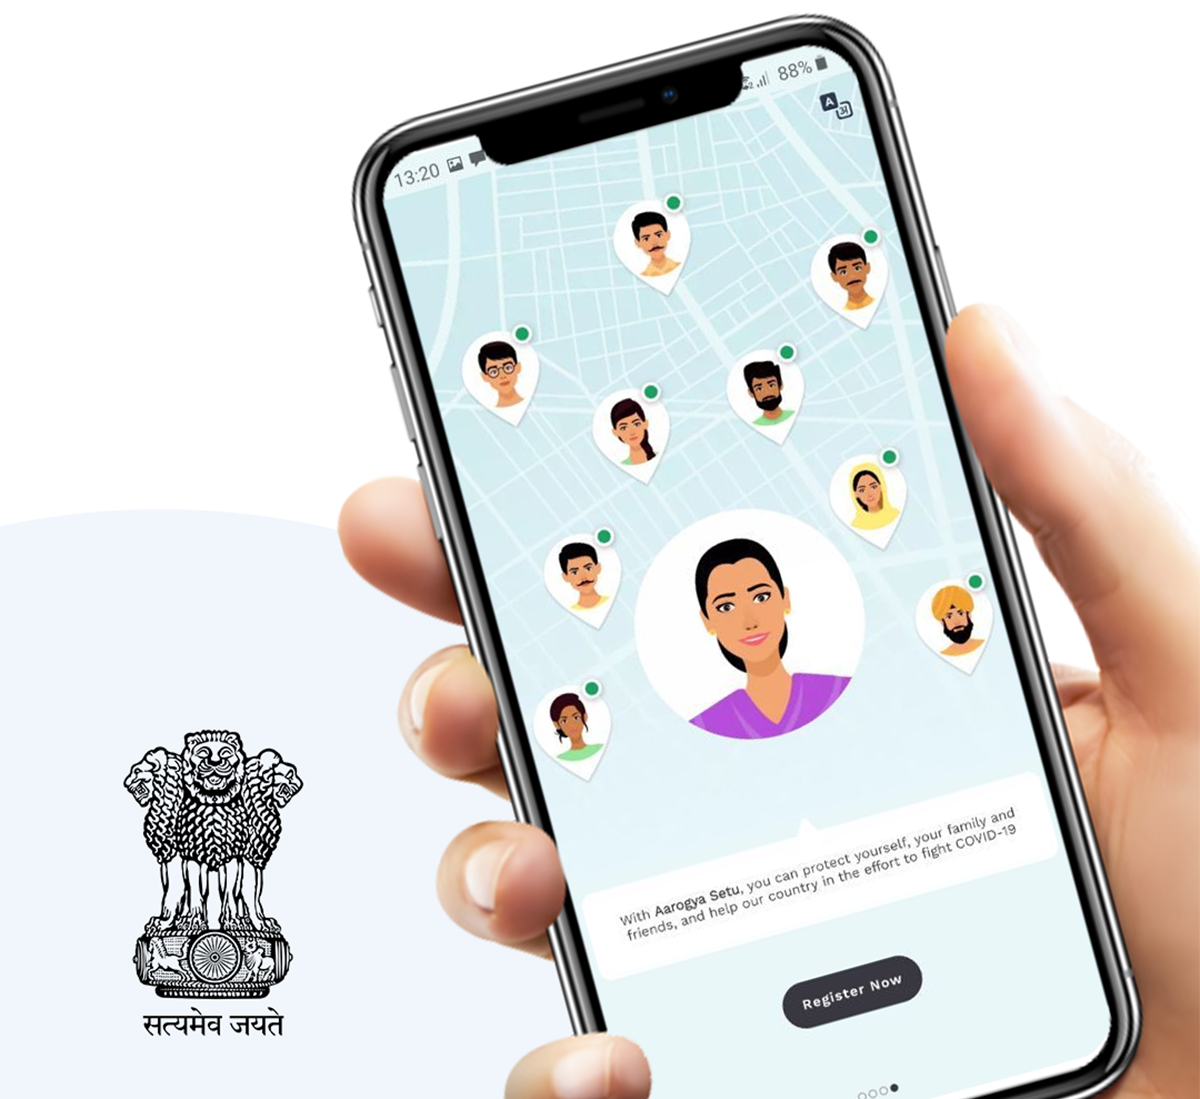 13:20
88%
A
अ
With Aarogya Setu, you can protect yourself, your family and
friends, and help our country in the effort to fight COVID-19
Register Now
सत्यमेव जयते